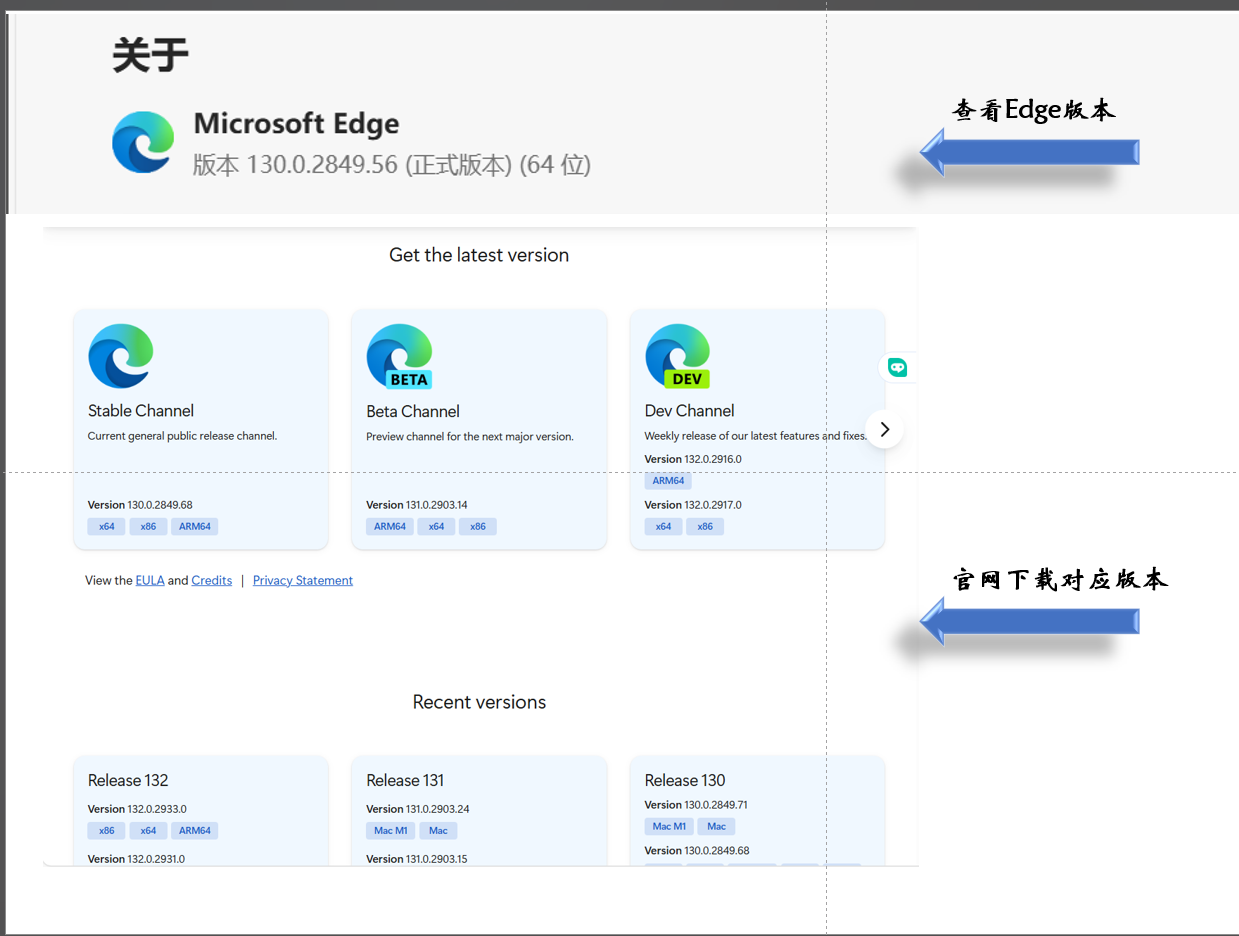 关于
Microsoft Edge
版本 130.0.2849.56 (正式版本) (64 位)
查看Edge版本
Get the latest version
Stable Channel
Current general public release channel.
Version 130.0.2849.68
x64 x86 ARM64
BETA
Beta Channel
Preview channel for the next major version.
Version 131.0.2903.14
ARM64 x64 x86
DEV
Dev Channel
Weekly release of our latest features and fixes.
Version 132.0.2916.0
ARM64
Version 132.0.2917.0
x64 x86
View the EULA and Credits | Privacy Statement
官网下载对应版本
Recent versions
Release 132
Version 132.0.2933.0
x86 x64 ARM64
Version 132.0.2931.0
Release 131
Version 131.0.2903.24
Mac M1 Mac
Version 131.0.2903.15
Release 130
Version 130.0.2849.71
Mac M1 Mac
Version 130.0.2849.68